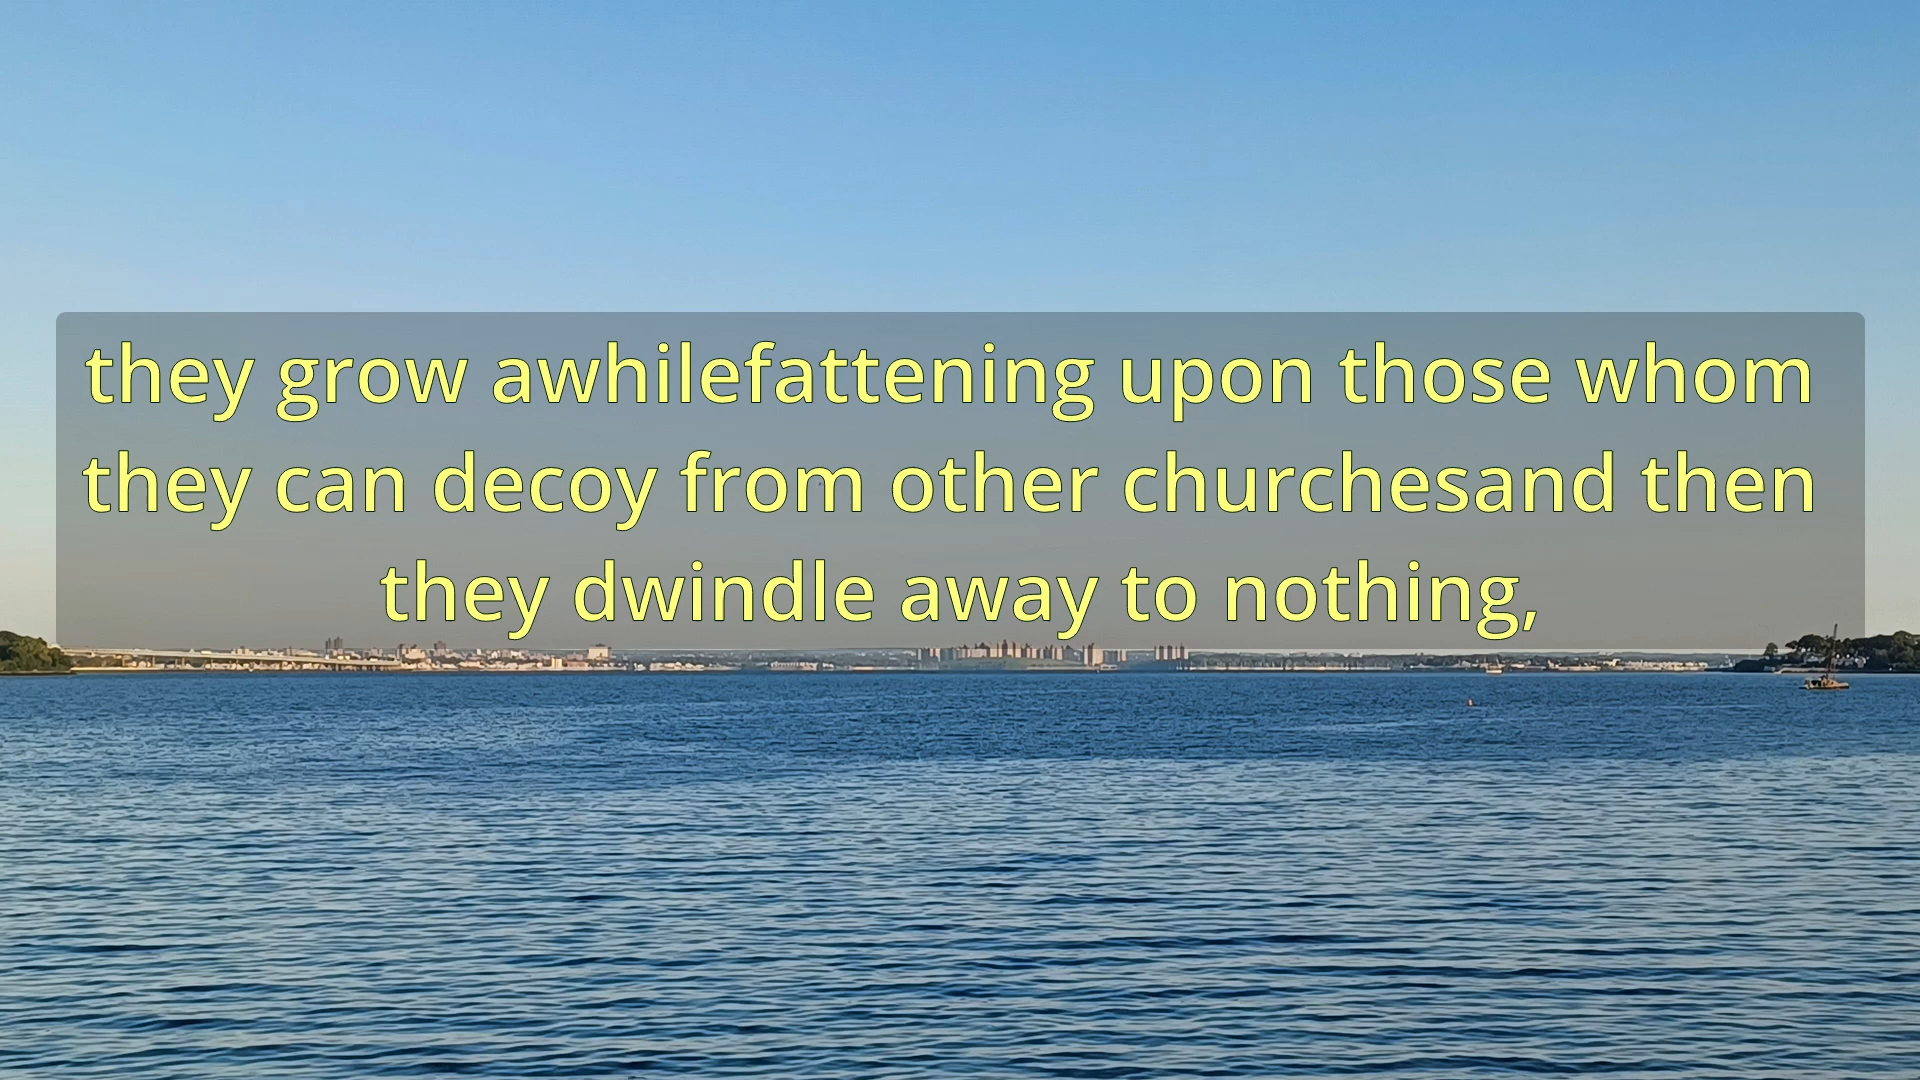 they grow awhilefattening upon those whom
they can decoy from other churchesand then
they dwindle away to nothing,